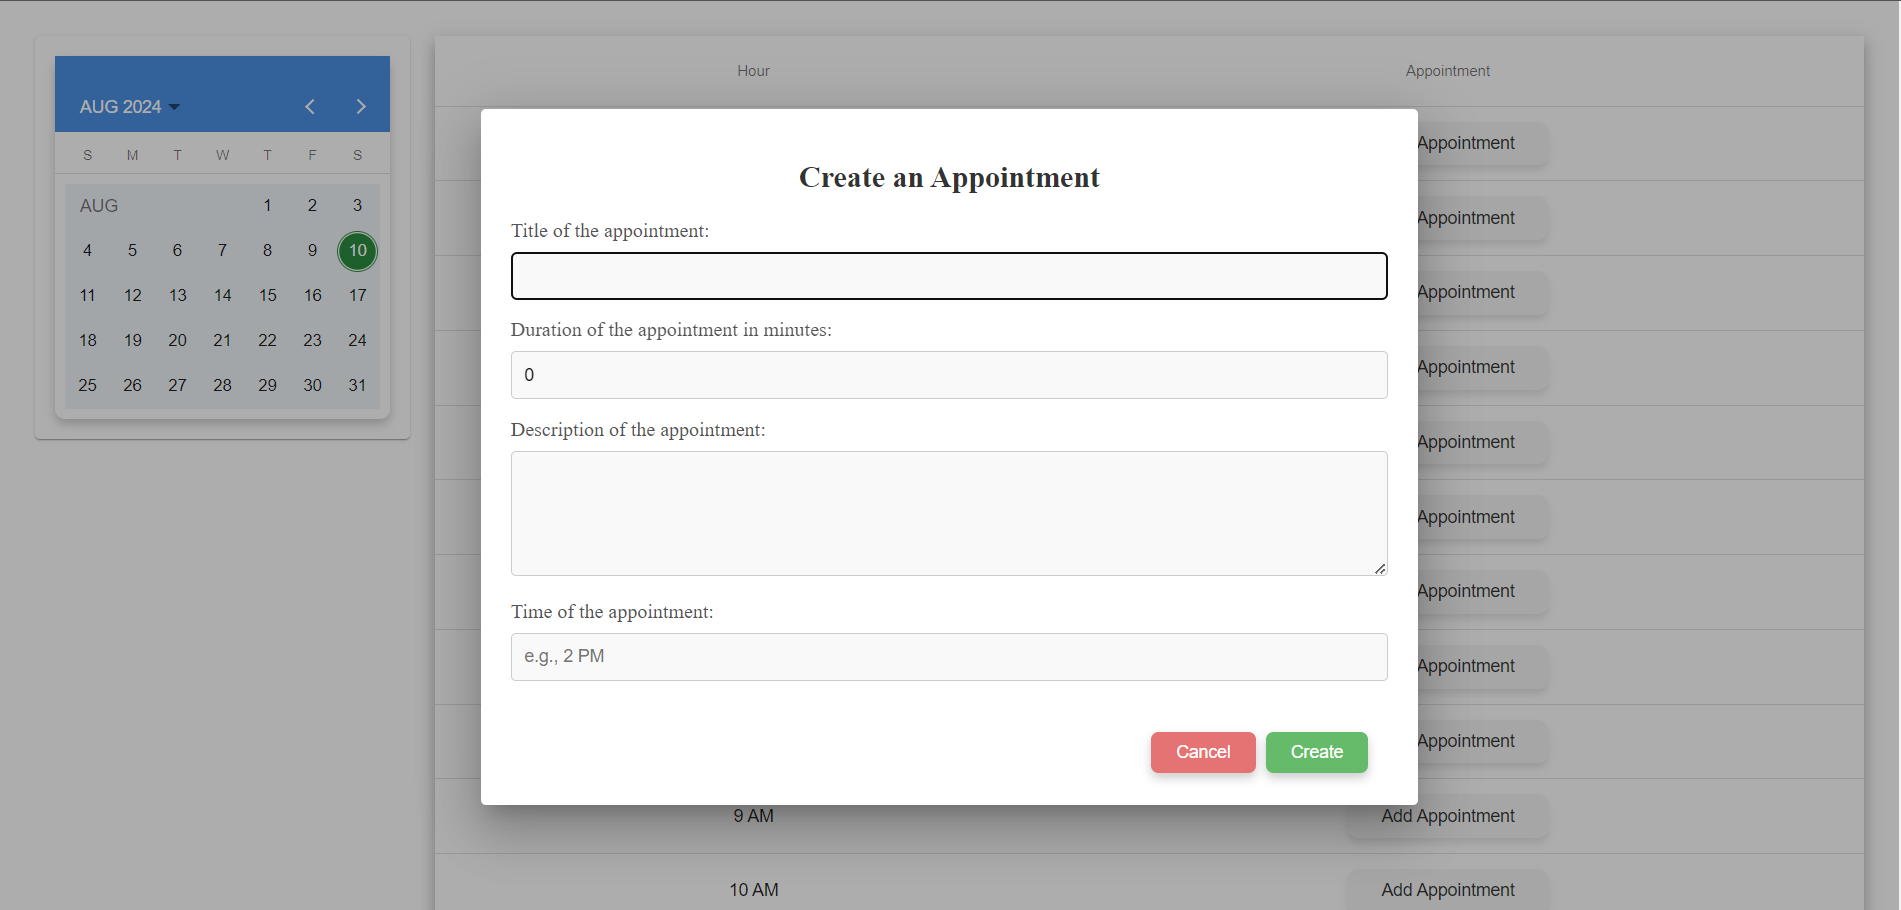 AUG 2024
S M T W T F S
AUG 1 2 3
4 5 6 7 8 9 10
11 12 13 14 15 16 17
18 19 20 21 22 23 24
25 26 27 28 29 30 31
Hour Appointment
Appointment
Appointment
Appointment
Appointment
Appointment
Appointment
Appointment
Appointment
Appointment
9 AM Add Appointment
10 AM Add Appointment
Create an Appointment
Title of the appointment:
Duration of the appointment in minutes:
0
Description of the appointment:
Time of the appointment:
e.g., 2 PM
Cancel Create